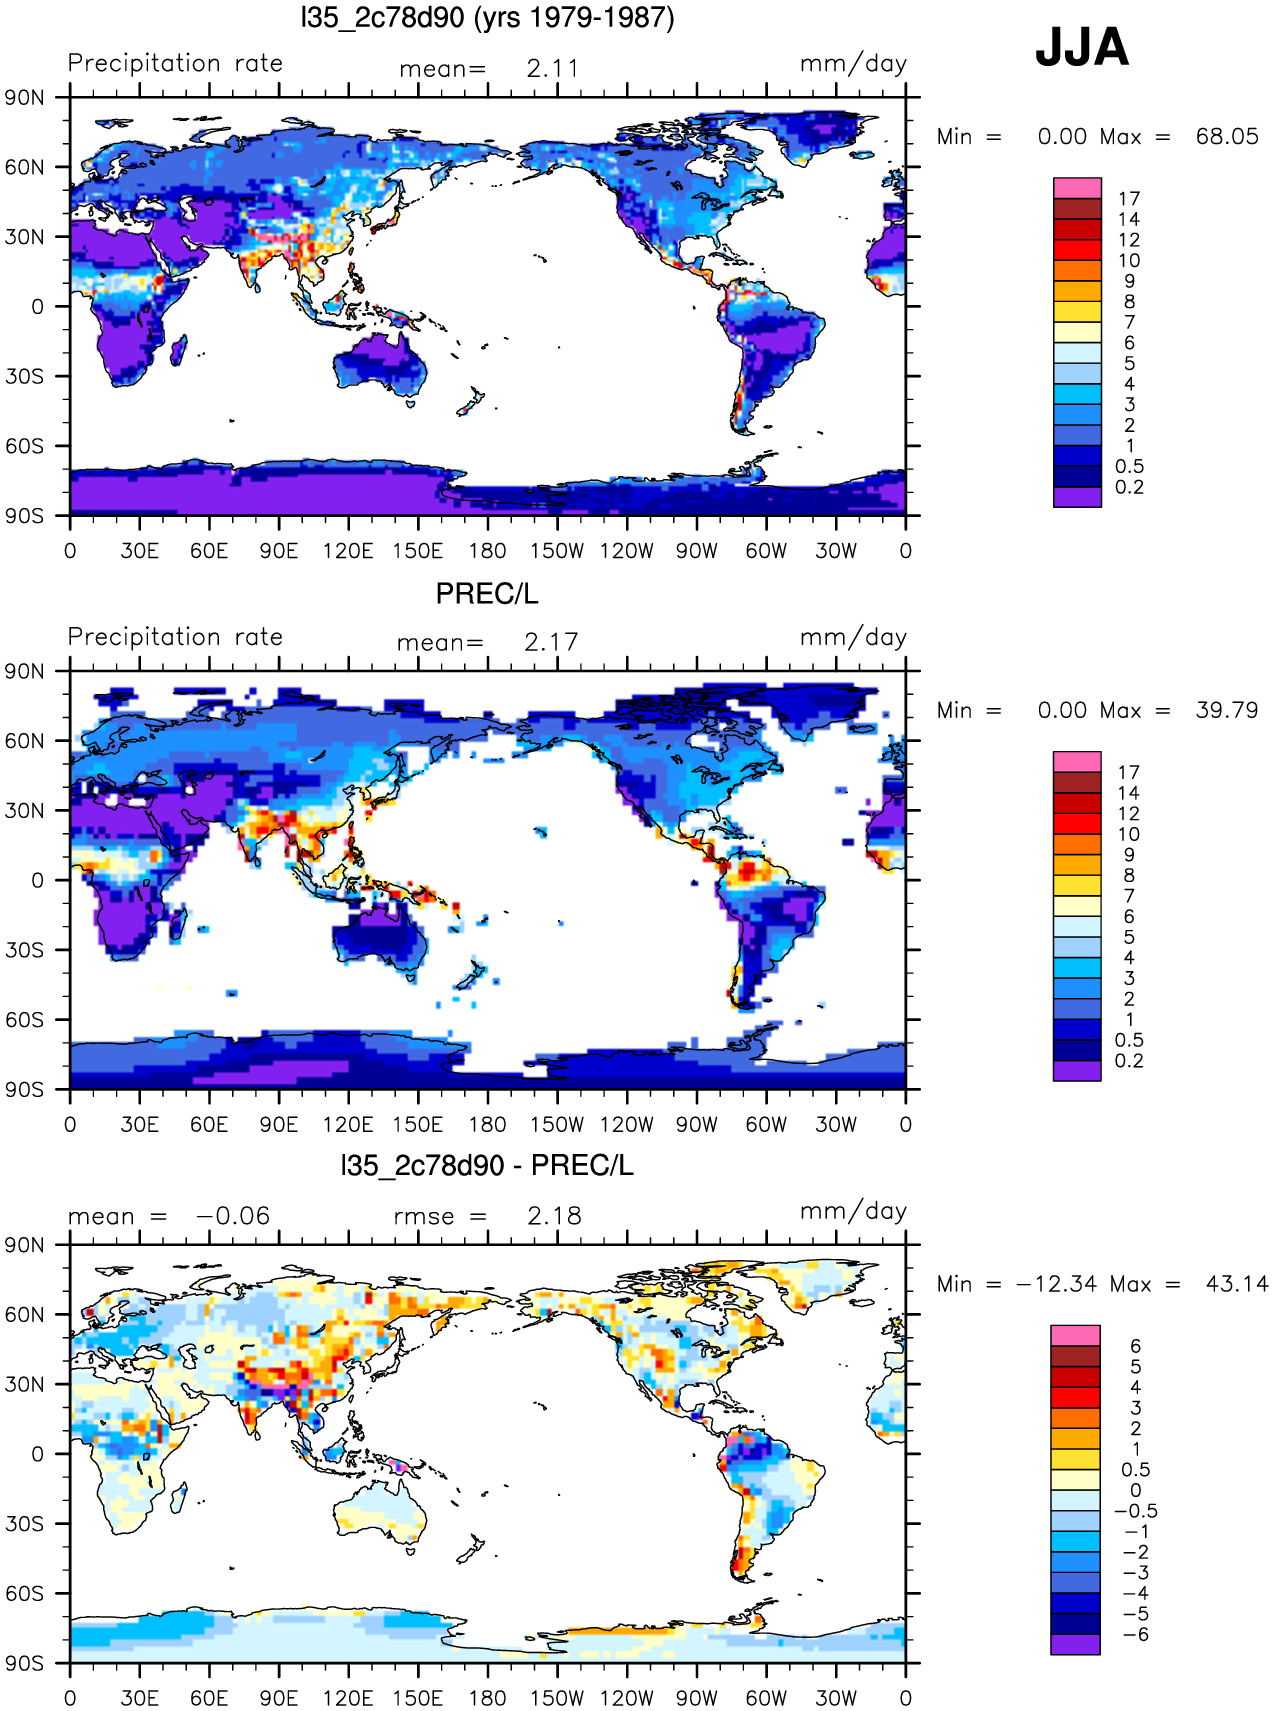 l35_2c78d90 (yrs 1979-1987)
JJA
Precipitation rate mean= 2.11 mm/day
Min = 0.00 Max = 68.05
90N
60N
30N
0
30S
60S
90S
0 30E 60E 90E 120E 150E 180 150W 120W 90W 60W 30W 0
17
14
12
10
9
8
7
6
5
4
3
2
1
0.5
0.2
PREC/L
Precipitation rate mean= 2.17 mm/day
Min = 0.00 Max = 39.79
90N
60N
30N
0
30S
60S
90S
0 30E 60E 90E 120E 150E 180 150W 120W 90W 60W 30W 0
17
14
12
10
9
8
7
6
5
4
3
2
1
0.5
0.2
l35_2c78d90 - PREC/L
mean = −0.06 rmse = 2.18 mm/day
Min = −12.34 Max = 43.14
90N
60N
30N
0
30S
60S
90S
0 30E 60E 90E 120E 150E 180 150W 120W 90W 60W 30W 0
6
5
4
3
2
1
0.5
0
−0.5
−1
−2
−3
−4
−5
−6